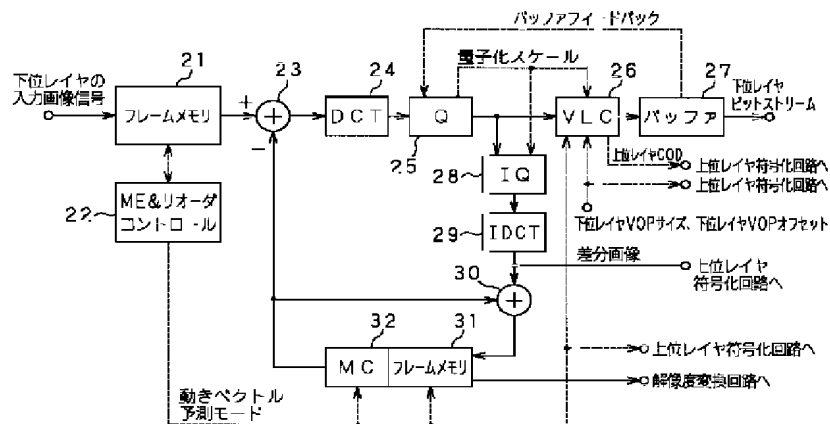 バッファフィードバック
量子化スケール
21
23
24
26
27
下位レイヤの
入力画像信号
フレームメモリ
+
+
DCT
Q
VLC
バッファ
下位レイヤ
ビットストリーム
−
25
上位レイヤCOD
上位レイヤ符号化回路へ
上位レイヤ符号化回路へ
28
IQ
22
ME&リオーダ
コントロール
下位レイヤVOPサイズ、下位レイヤVOPオフセット
29
IDCT
差分画像
上位レイヤ
符号化回路へ
30
+
32
31
MC
フレームメモリ
上位レイヤ符号化回路へ
解像度変換回路へ
動きベクトル
予測モード